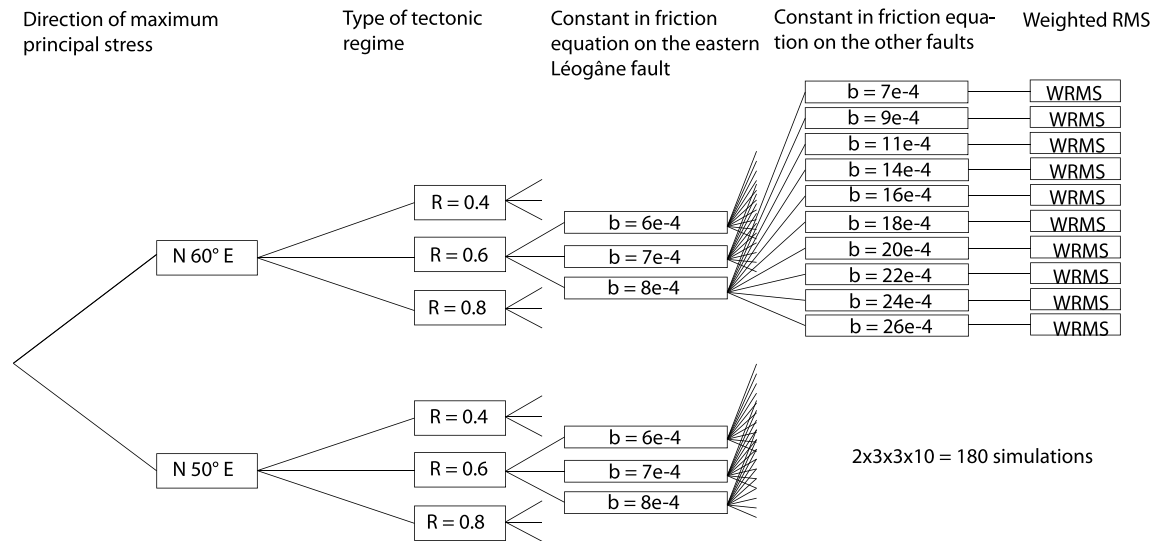 Direction of maximum
principal stress
Type of tectonic
regime
Constant in friction
equation on the eastern
Léogâne fault
Constant in friction equa-
tion on the other faults
Weighted RMS
N 60° E
R = 0.4
R = 0.6
R = 0.8
b = 6e-4
b = 7e-4
b = 8e-4
b = 7e-4
b = 9e-4
b = 11e-4
b = 14e-4
b = 16e-4
b = 18e-4
b = 20e-4
b = 22e-4
b = 24e-4
b = 26e-4
WRMS
WRMS
WRMS
WRMS
WRMS
WRMS
WRMS
WRMS
WRMS
WRMS
N 50° E
R = 0.4
R = 0.6
R = 0.8
b = 6e-4
b = 7e-4
b = 8e-4
2x3x3x10 = 180 simulations